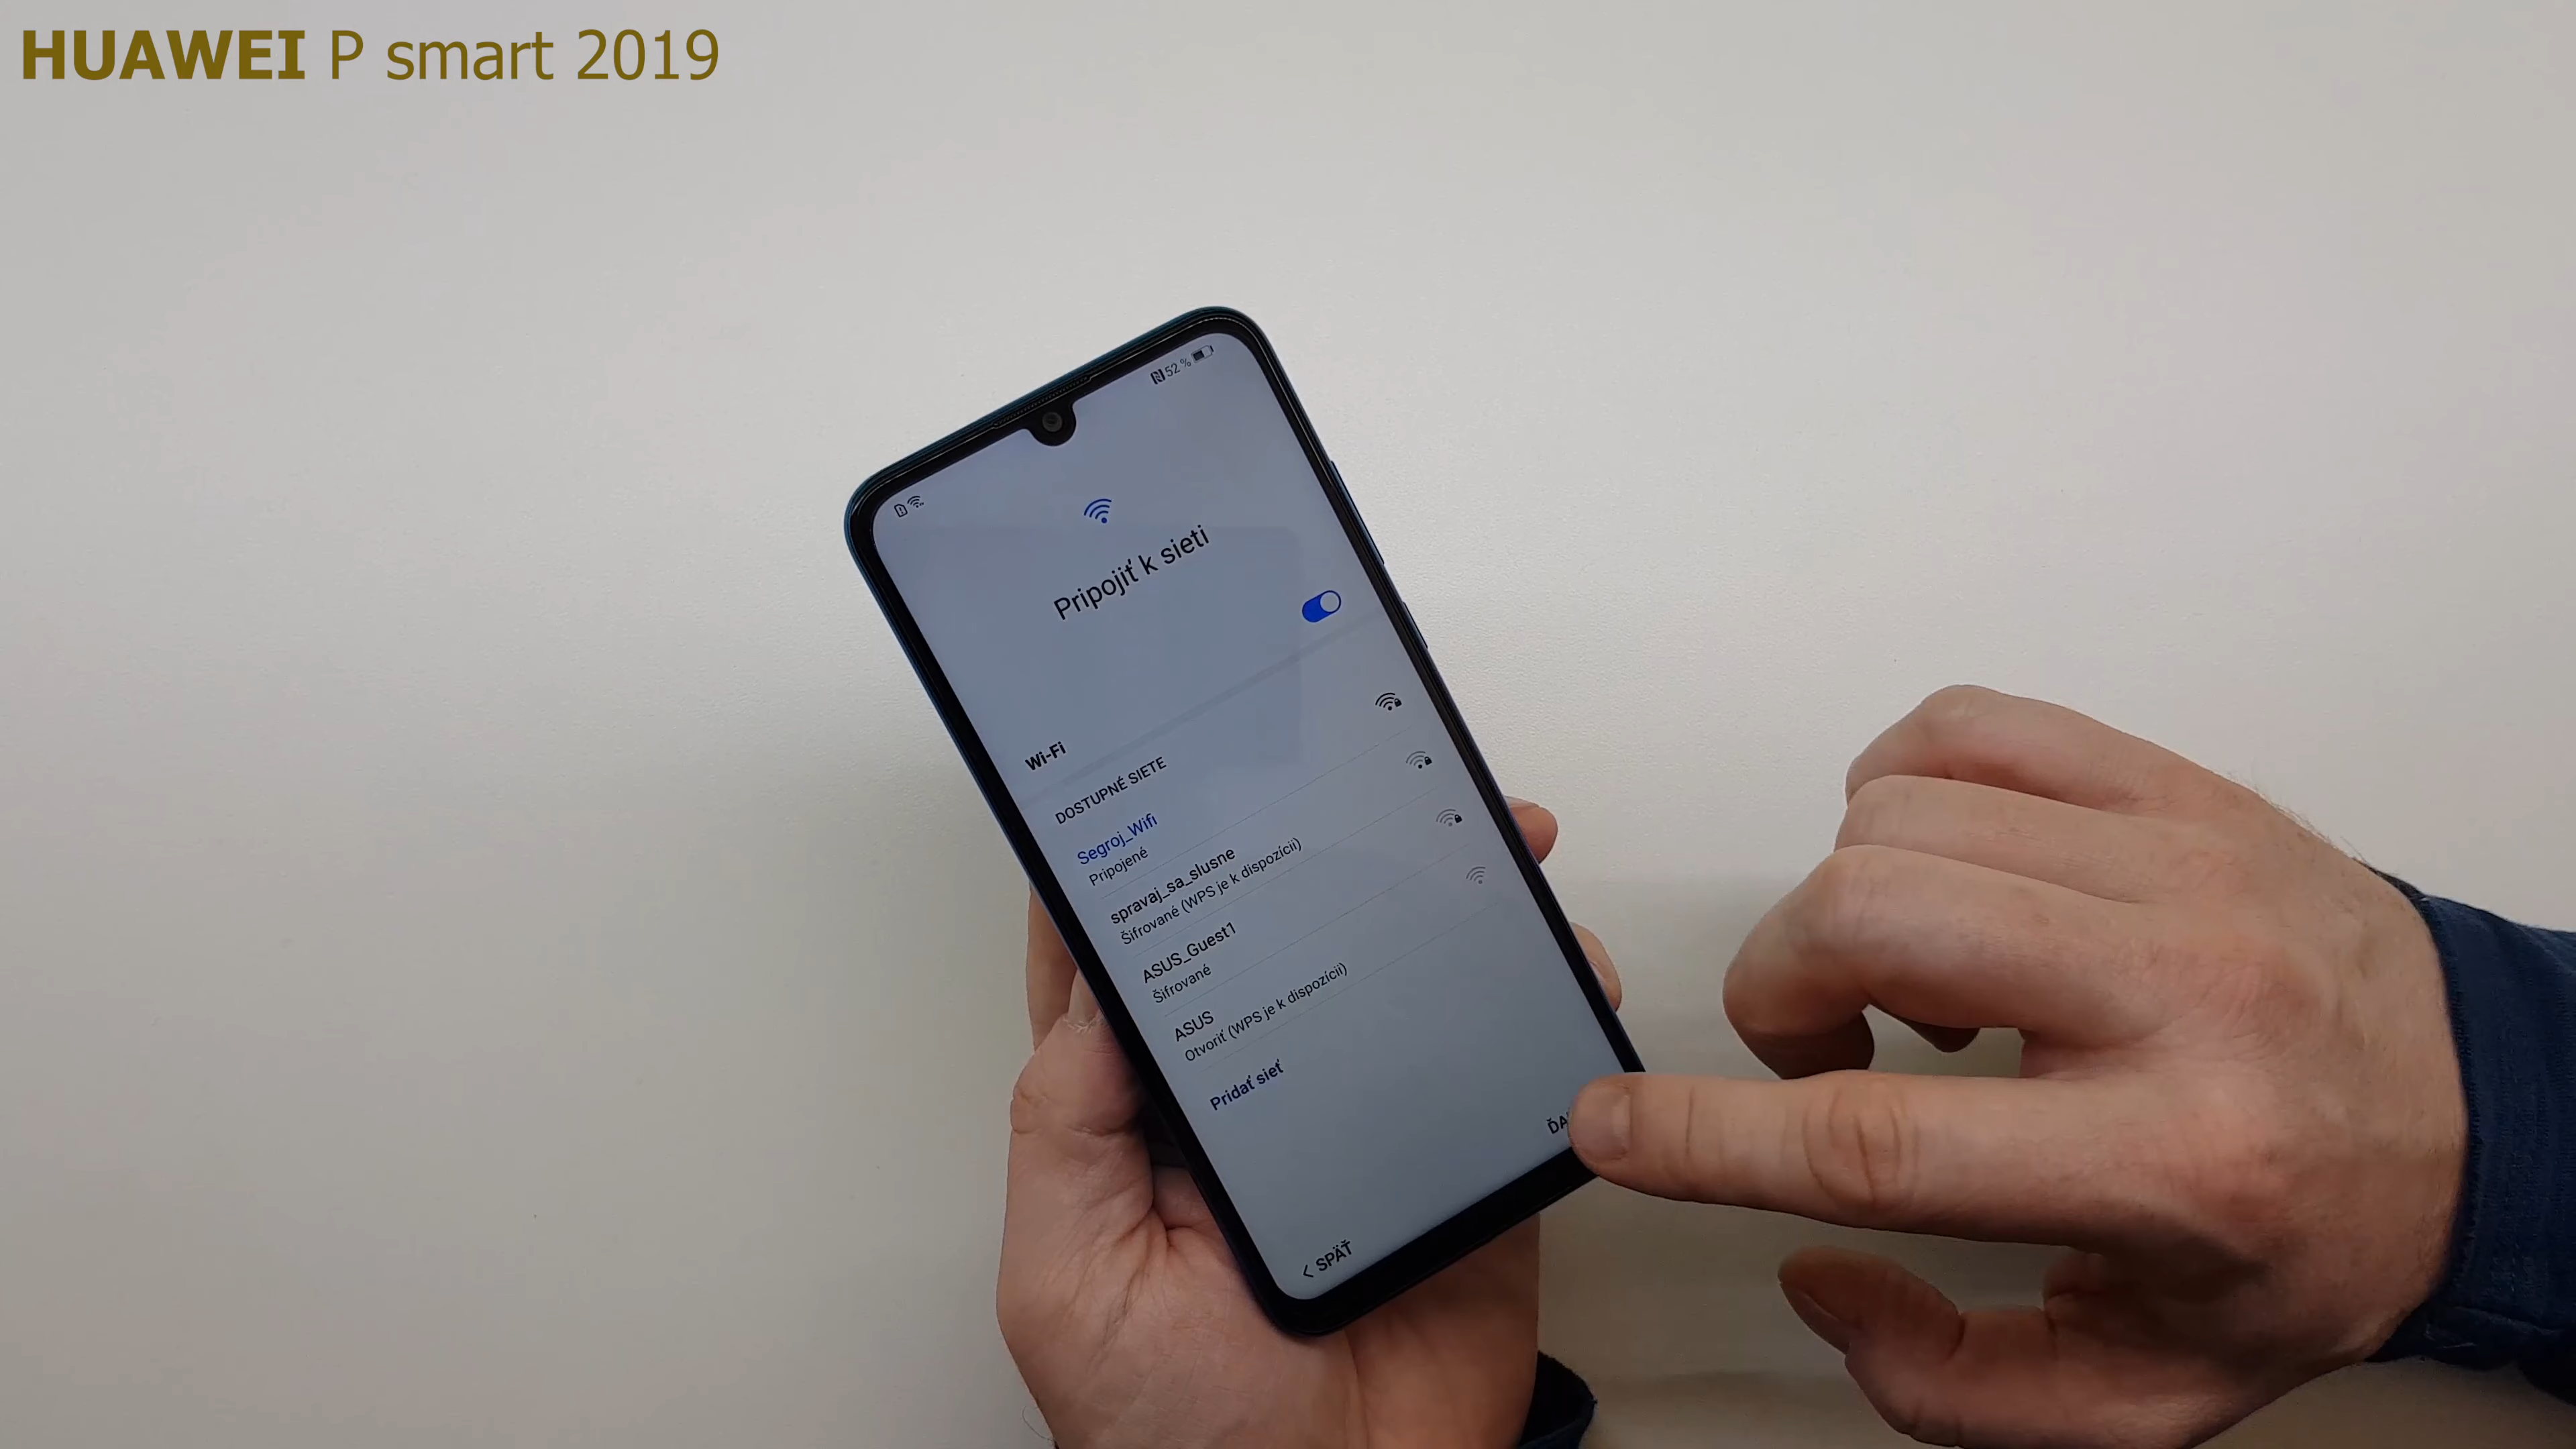 HUAWEI P smart 2019
52 %
Pripojiť k sieti
Wi-Fi
DOSTUPNÉ SIETE
Segroj_Wifi
Pripojené
spravaj_sa_slusne
Šifrované (WPS je k dispozícii)
ASUS_Guest1
Šifrované
ASUS
Otvoriť (WPS je k dispozícii)
Pridať sieť
SPÄŤ